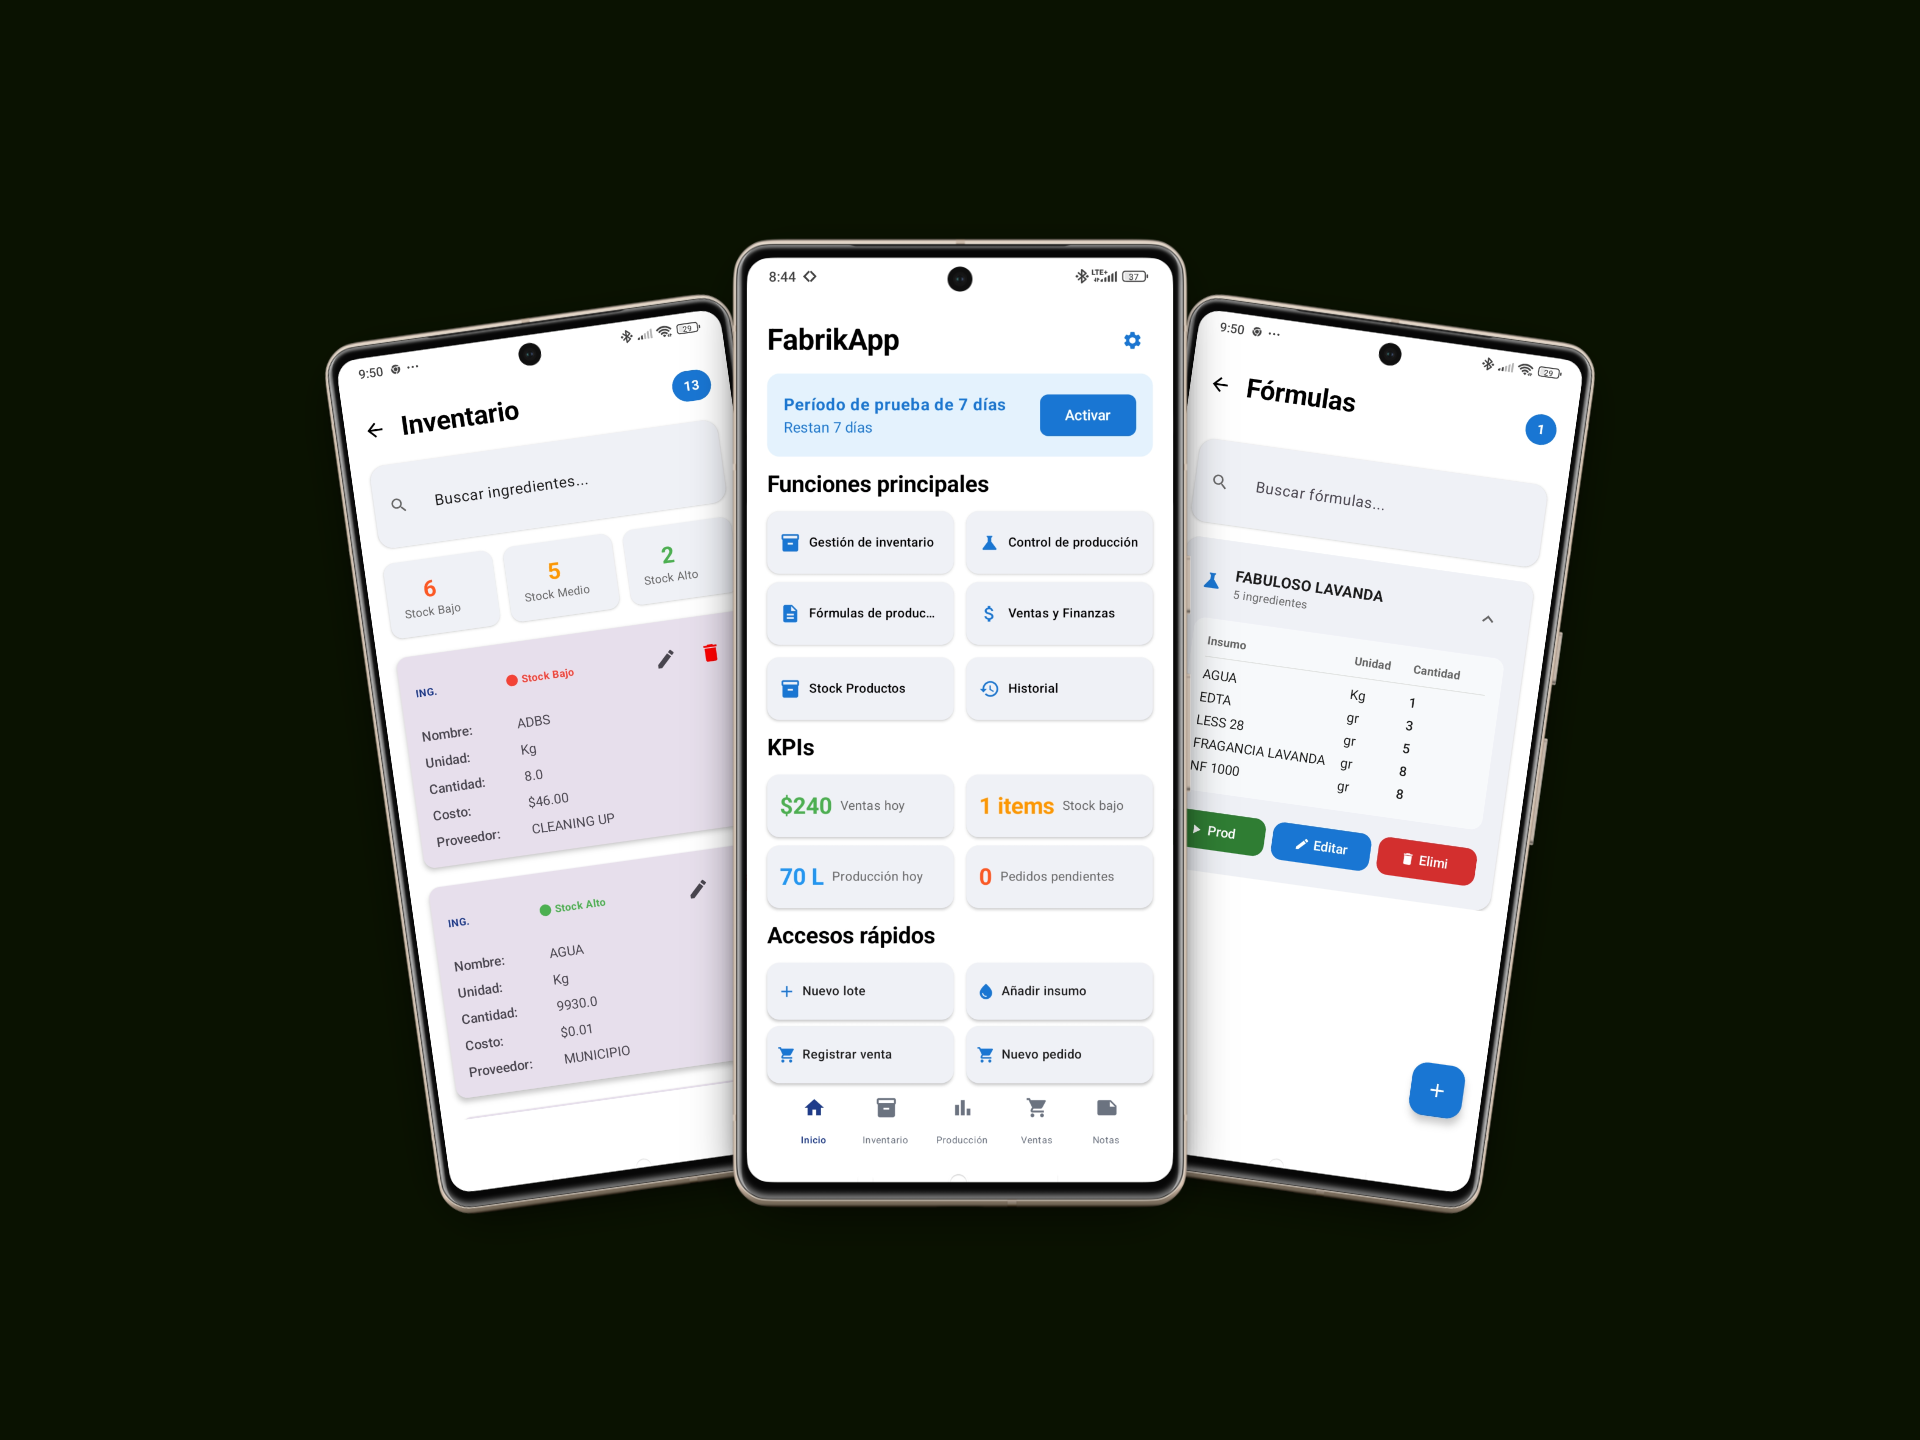 9:50
29
13
Inventario
Buscar ingredientes...
6
Stock Bajo
5
Stock Medio
2
Stock Alto
ING.
Stock Bajo
Nombre: ADBS
Unidad: Kg
Cantidad: 8.0
Costo: $46.00
Proveedor: CLEANING UP
ING.
Stock Alto
Nombre: AGUA
Unidad: Kg
Cantidad: 9930.0
Costo: $0.01
Proveedor: MUNICIPIO
8:44
LTE+
37
FabrikApp
Período de prueba de 7 días
Restan 7 días
Activar
Funciones principales
Gestión de inventario
Control de producción
Fórmulas de produc...
Ventas y Finanzas
Stock Productos
Historial
KPIs
$240 Ventas hoy
1 items Stock bajo
70 L Producción hoy
0 Pedidos pendientes
Accesos rápidos
Nuevo lote
Añadir insumo
Registrar venta
Nuevo pedido
Inicio
Inventario
Producción
Ventas
Notas
9:50
29
Fórmulas
1
Buscar fórmulas...
FABULOSO LAVANDA
5 ingredientes
Insumo Unidad Cantidad
AGUA Kg 1
EDTA gr 3
LESS 28 gr 5
FRAGANCIA LAVANDA gr 8
NF 1000 gr 8
Prod
Editar
Elimi